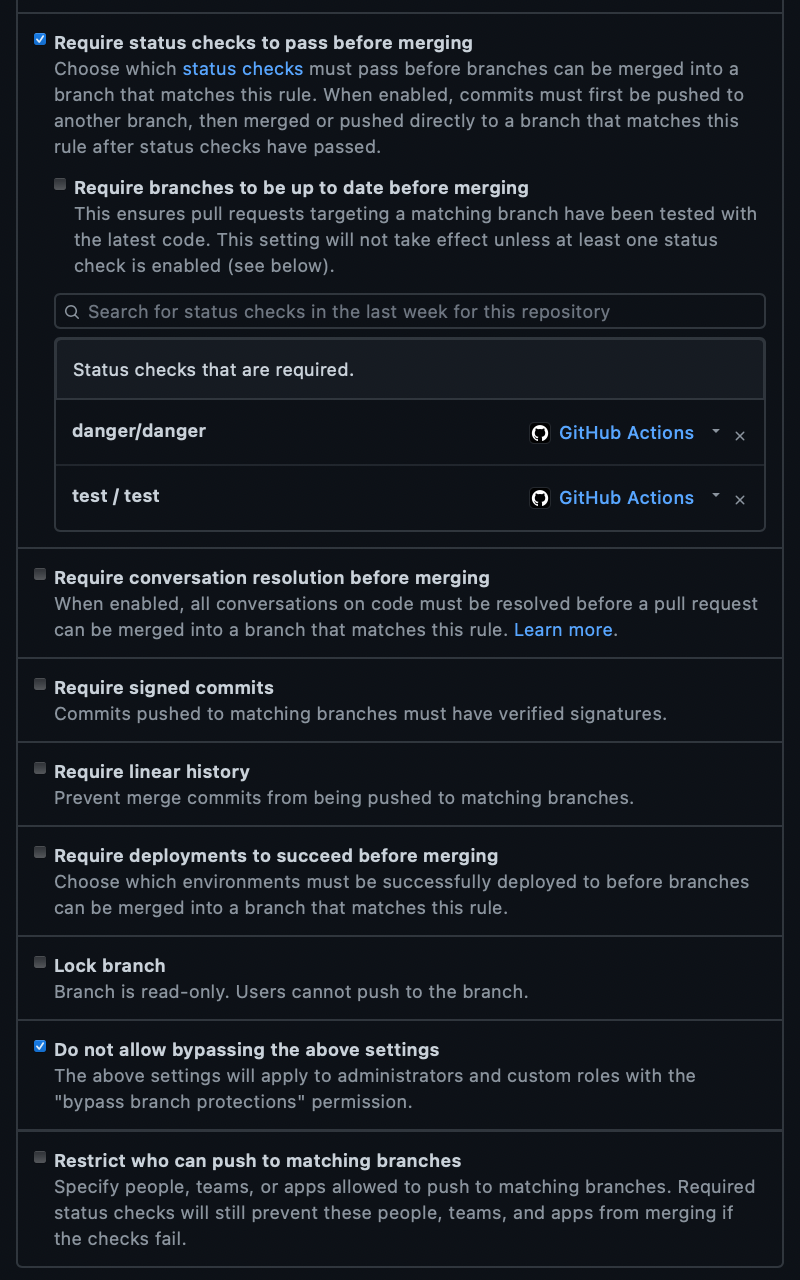 Require status checks to pass before merging
Choose which status checks must pass before branches can be merged into a
branch that matches this rule. When enabled, commits must first be pushed to
another branch, then merged or pushed directly to a branch that matches this
rule after status checks have passed.
Require branches to be up to date before merging
This ensures pull requests targeting a matching branch have been tested with
the latest code. This setting will not take effect unless at least one status
check is enabled (see below).
Search for status checks in the last week for this repository
Status checks that are required.
danger/danger GitHub Actions
test / test GitHub Actions
Require conversation resolution before merging
When enabled, all conversations on code must be resolved before a pull request
can be merged into a branch that matches this rule. Learn more.
Require signed commits
Commits pushed to matching branches must have verified signatures.
Require linear history
Prevent merge commits from being pushed to matching branches.
Require deployments to succeed before merging
Choose which environments must be successfully deployed to before branches
can be merged into a branch that matches this rule.
Lock branch
Branch is read-only. Users cannot push to the branch.
Do not allow bypassing the above settings
The above settings will apply to administrators and custom roles with the
"bypass branch protections" permission.
Restrict who can push to matching branches
Specify people, teams, or apps allowed to push to matching branches. Required
status checks will still prevent these people, teams, and apps from merging if
the checks fail.